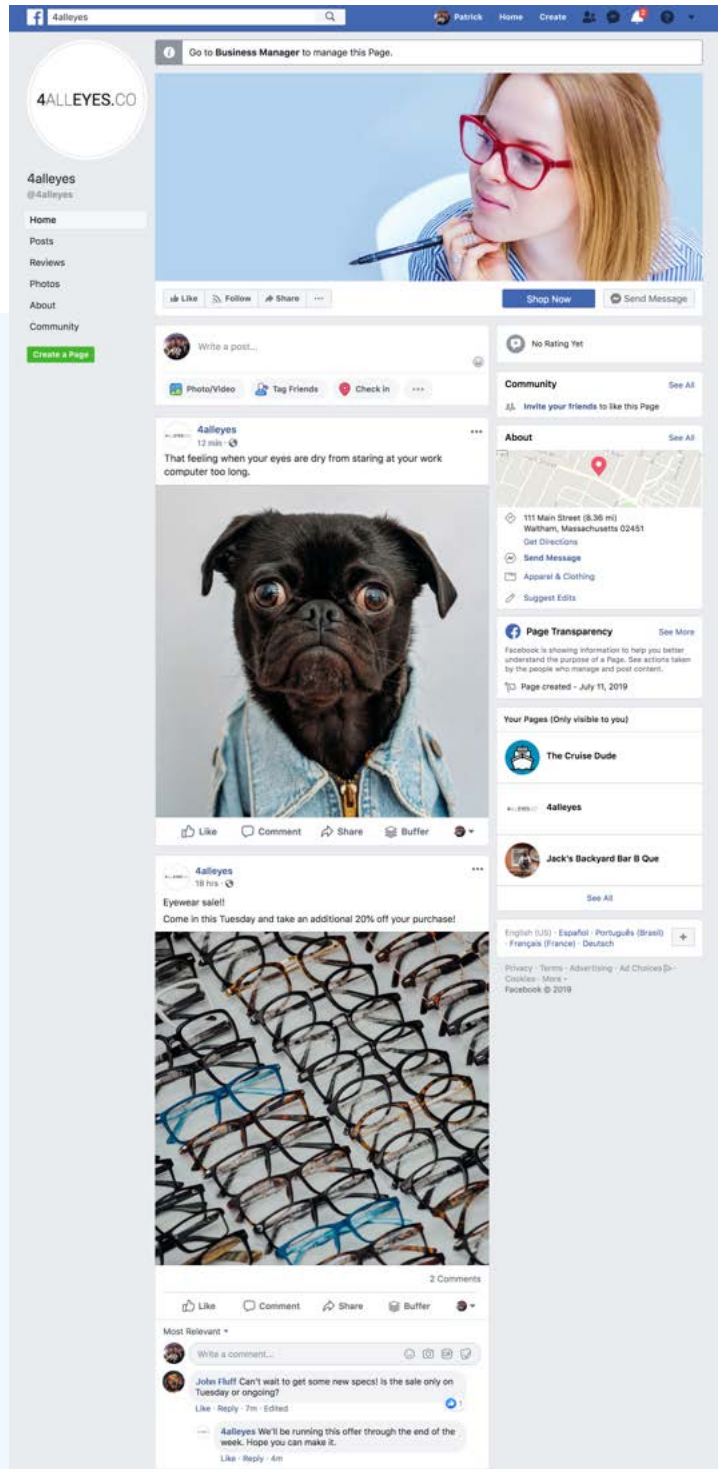 4alleyes
Patrick
Home
Create
2
Go to Business Manager to manage this Page.
4ALLEYES.CO
4alleyes
@4alleyes
Home
Posts
Reviews
Photos
About
Community
Create a Page
Like
Follow
Share
Shop Now
Send Message
Write a post...
Photo/Video
Tag Friends
Check in
4alleyes
12 min
That feeling when your eyes are dry from staring at your work
computer too long.
Like
Comment
Share
Buffer
4alleyes
18 hrs
Eyewear sale!!
Come in this Tuesday and take an additional 20% off your purchase!
2 Comments
Like
Comment
Share
Buffer
Most Relevant
Write a comment...
John Fluff Can't wait to get some new specs! Is the sale only on
Tuesday or ongoing?
Like · Reply · 7m · Edited
1
4alleyes We'll be running this offer through the end of the
week. Hope you can make it.
Like · Reply · 4m
No Rating Yet
Community
See All
Invite your friends to like this Page
About
See All
111 Main Street (8.36 mi)
Waltham, Massachusetts 02451
Get Directions
Send Message
Apparel & Clothing
Suggest Edits
Page Transparency
See More
Facebook is showing information to help you better
understand the purpose of a Page. See actions taken
by the people who manage and post content.
Page created - July 11, 2019
Your Pages (Only visible to you)
The Cruise Dude
4alleyes
Jack's Backyard Bar B Que
See All
English (US) · Español · Português (Brasil)
· Français (France) · Deutsch
Privacy · Terms · Advertising · Ad Choices ·
Cookies · More
Facebook © 2019